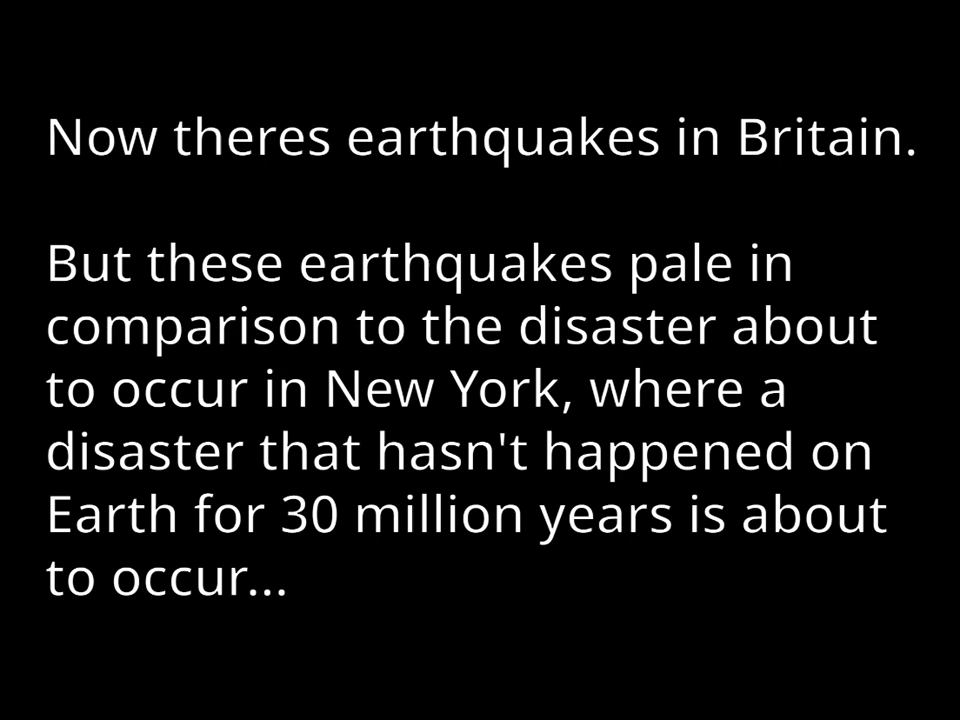 Now theres earthquakes in Britain.
But these earthquakes pale in
comparison to the disaster about
to occur in New York, where a
disaster that hasn't happened on
Earth for 30 million years is about
to occur...